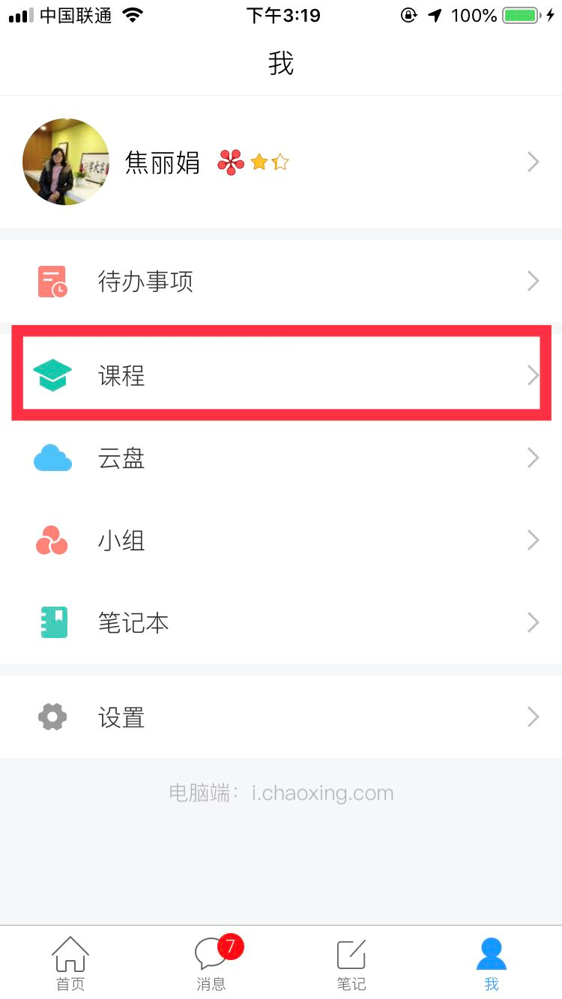 中国联通 下午3:19 100%
我
焦丽娟
待办事项
课程
云盘
小组
笔记本
设置
电脑端：i.chaoxing.com
7
首页 消息 笔记 我